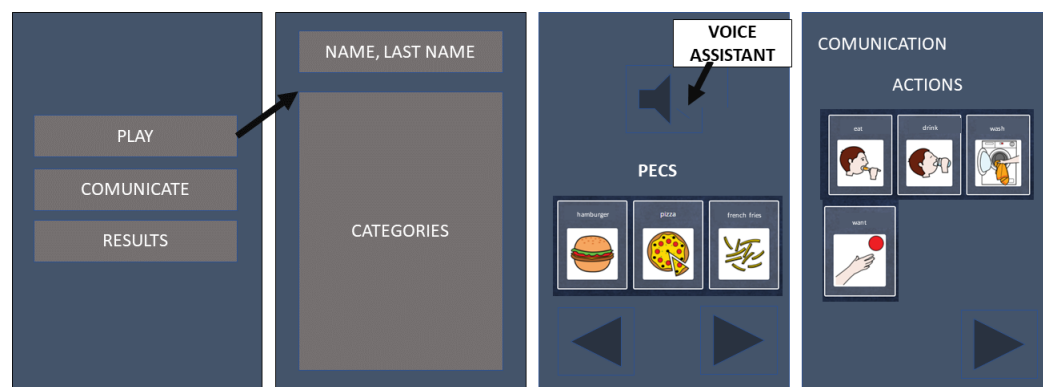 PLAY
COMUNICATE
RESULTS
NAME, LAST NAME
CATEGORIES
VOICE
ASSISTANT
PECS
hamburger
pizza
french fries
COMUNICATION
ACTIONS
eat
drink
wash
want